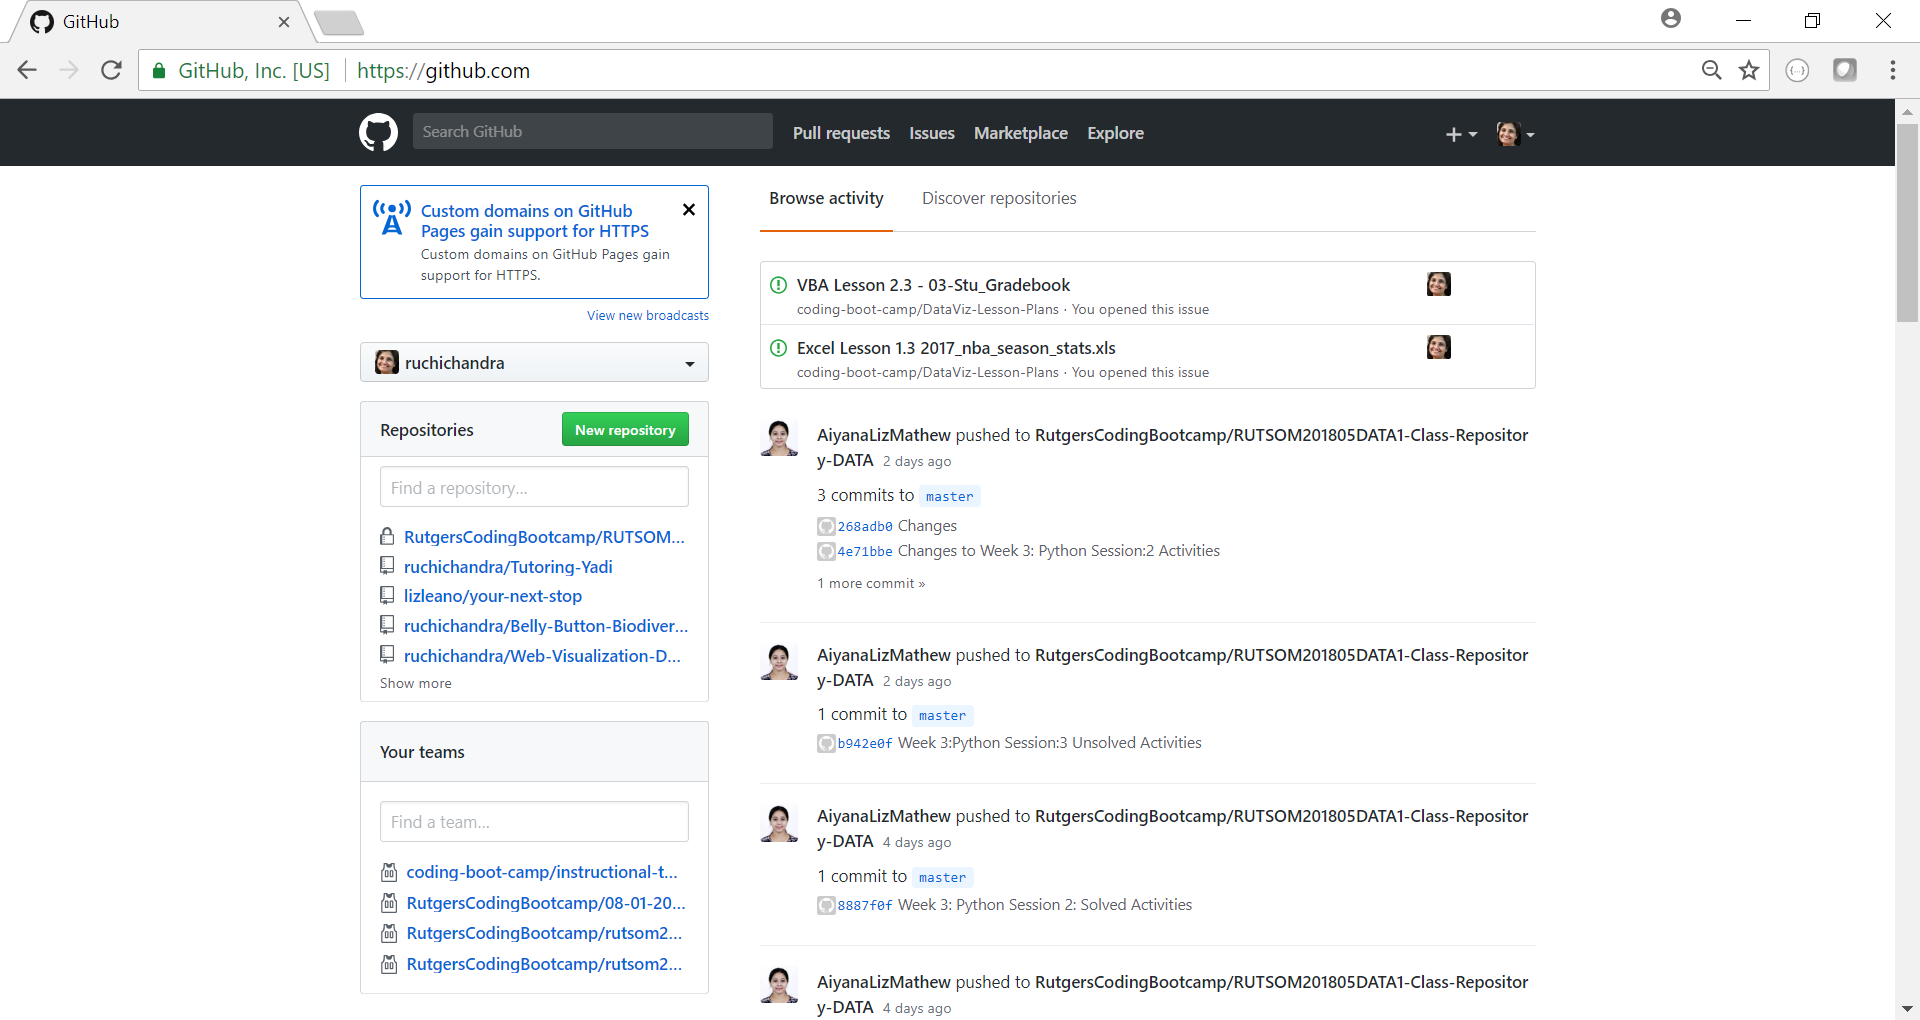 GitHub
GitHub, Inc. [US] https://github.com
Search GitHub Pull requests Issues Marketplace Explore
Custom domains on GitHub
Pages gain support for HTTPS
Custom domains on GitHub Pages gain
support for HTTPS.
View new broadcasts
ruchichandra
Repositories New repository
Find a repository...
RutgersCodingBootcamp/RUTSOM...
ruchichandra/Tutoring-Yadi
lizleano/your-next-stop
ruchichandra/Belly-Button-Biodiver...
ruchichandra/Web-Visualization-D...
Show more
Your teams
Find a team...
coding-boot-camp/instructional-t...
RutgersCodingBootcamp/08-01-20...
RutgersCodingBootcamp/rutsom2...
RutgersCodingBootcamp/rutsom2...
Browse activity Discover repositories
VBA Lesson 2.3 - 03-Stu_Gradebook
coding-boot-camp/DataViz-Lesson-Plans · You opened this issue
Excel Lesson 1.3 2017_nba_season_stats.xls
coding-boot-camp/DataViz-Lesson-Plans · You opened this issue
AiyanaLizMathew pushed to RutgersCodingBootcamp/RUTSOM201805DATA1-Class-Repositor
y-DATA 2 days ago
3 commits to master
268adb0 Changes
4e71bbe Changes to Week 3: Python Session:2 Activities
1 more commit »
AiyanaLizMathew pushed to RutgersCodingBootcamp/RUTSOM201805DATA1-Class-Repositor
y-DATA 2 days ago
1 commit to master
b942e0f Week 3:Python Session:3 Unsolved Activities
AiyanaLizMathew pushed to RutgersCodingBootcamp/RUTSOM201805DATA1-Class-Repositor
y-DATA 4 days ago
1 commit to master
8887f0f Week 3: Python Session 2: Solved Activities
AiyanaLizMathew pushed to RutgersCodingBootcamp/RUTSOM201805DATA1-Class-Repositor
y-DATA 4 days ago